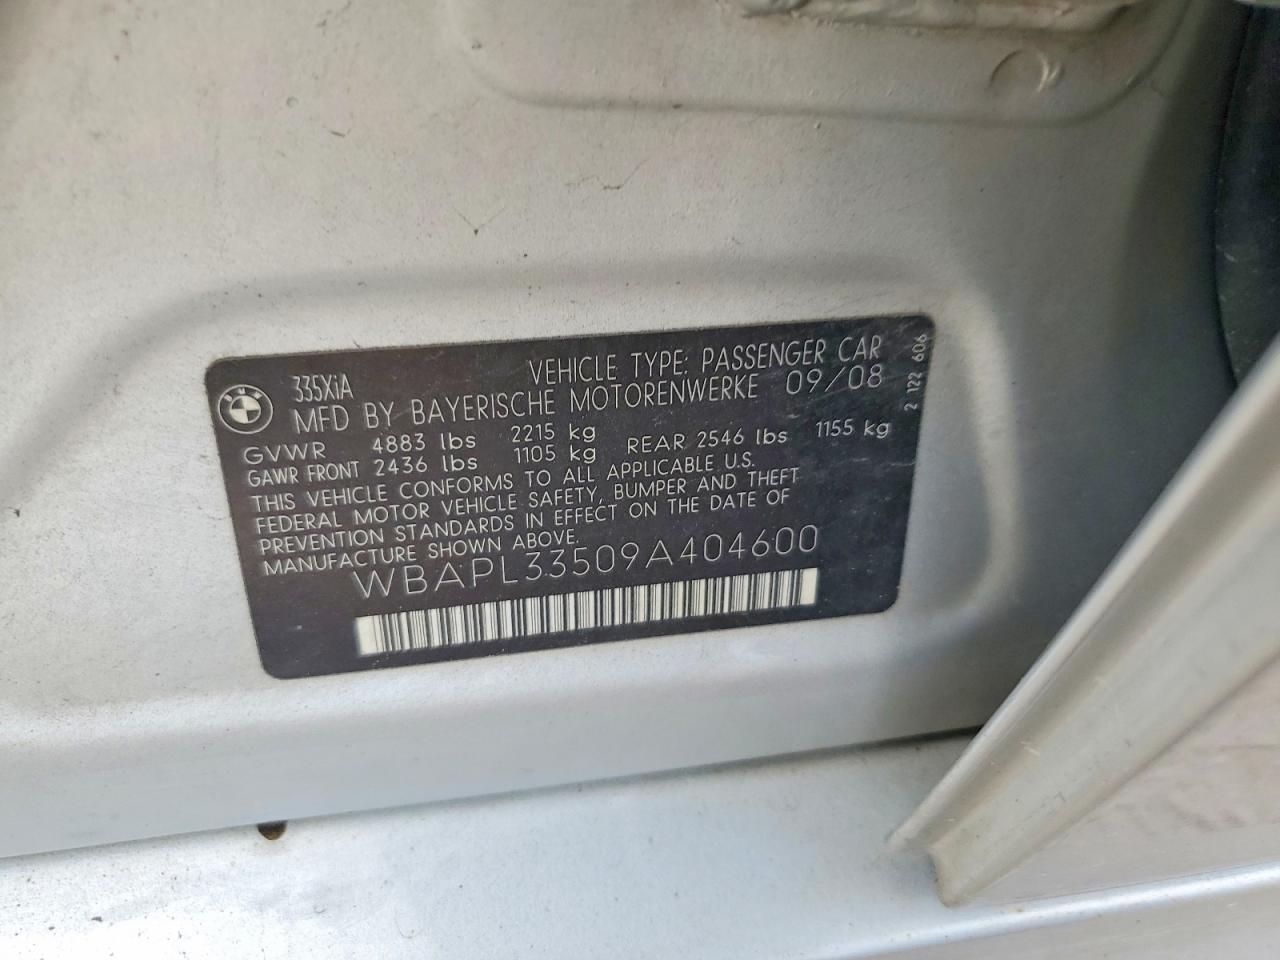 335XiA VEHICLE TYPE: PASSENGER CAR
MFD BY BAYERISCHE MOTORENWERKE 09/08
GVWR 4883 lbs 2215 kg
GAWR FRONT 2436 lbs 1105 kg REAR 2546 lbs 1155 kg
THIS VEHICLE CONFORMS TO ALL APPLICABLE U.S.
FEDERAL MOTOR VEHICLE SAFETY, BUMPER AND THEFT
PREVENTION STANDARDS IN EFFECT ON THE DATE OF
MANUFACTURE SHOWN ABOVE.
WBAPL33509A404600
2 122 606
BMW